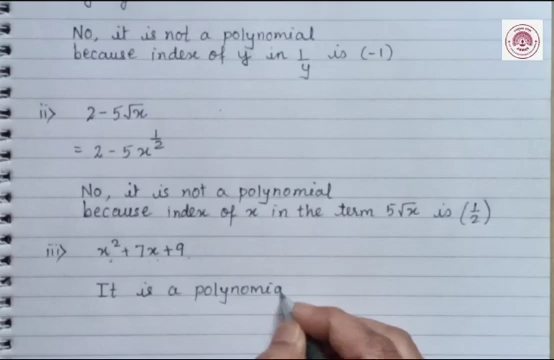 No, it is not a polynomial
because index of y in 1/y is (-1)
ii> 2 - 5√x
= 2 - 5x^(1/2)
No, it is not a polynomial
because index of x in the term 5√x is (1/2)
iii> x² + 7x + 9
It is a polynomia